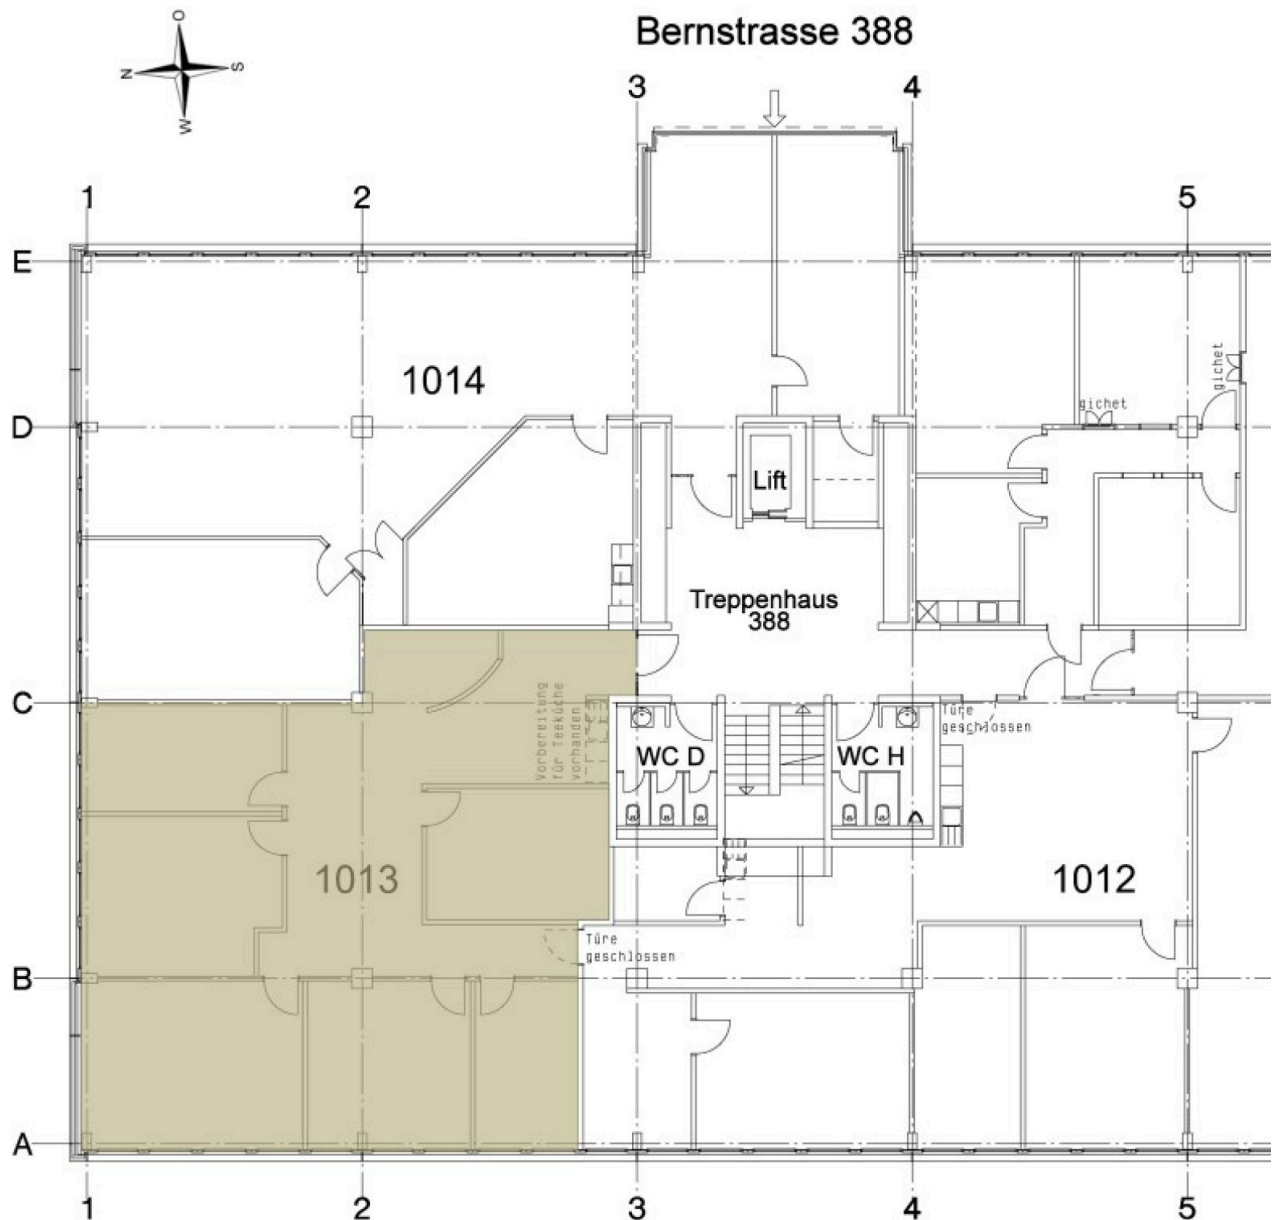 Bernstrasse 388
O
N
S
W
3
4
1
2
5
E
gichet
1014
gichet
D
Lift
Treppenhaus
388
C
Vorbereitung
für Teeküche
vorhanden
Türe
geschlossen
WC D
WC H
1013
1012
Türe
geschlossen
B
A
1
2
3
4
5